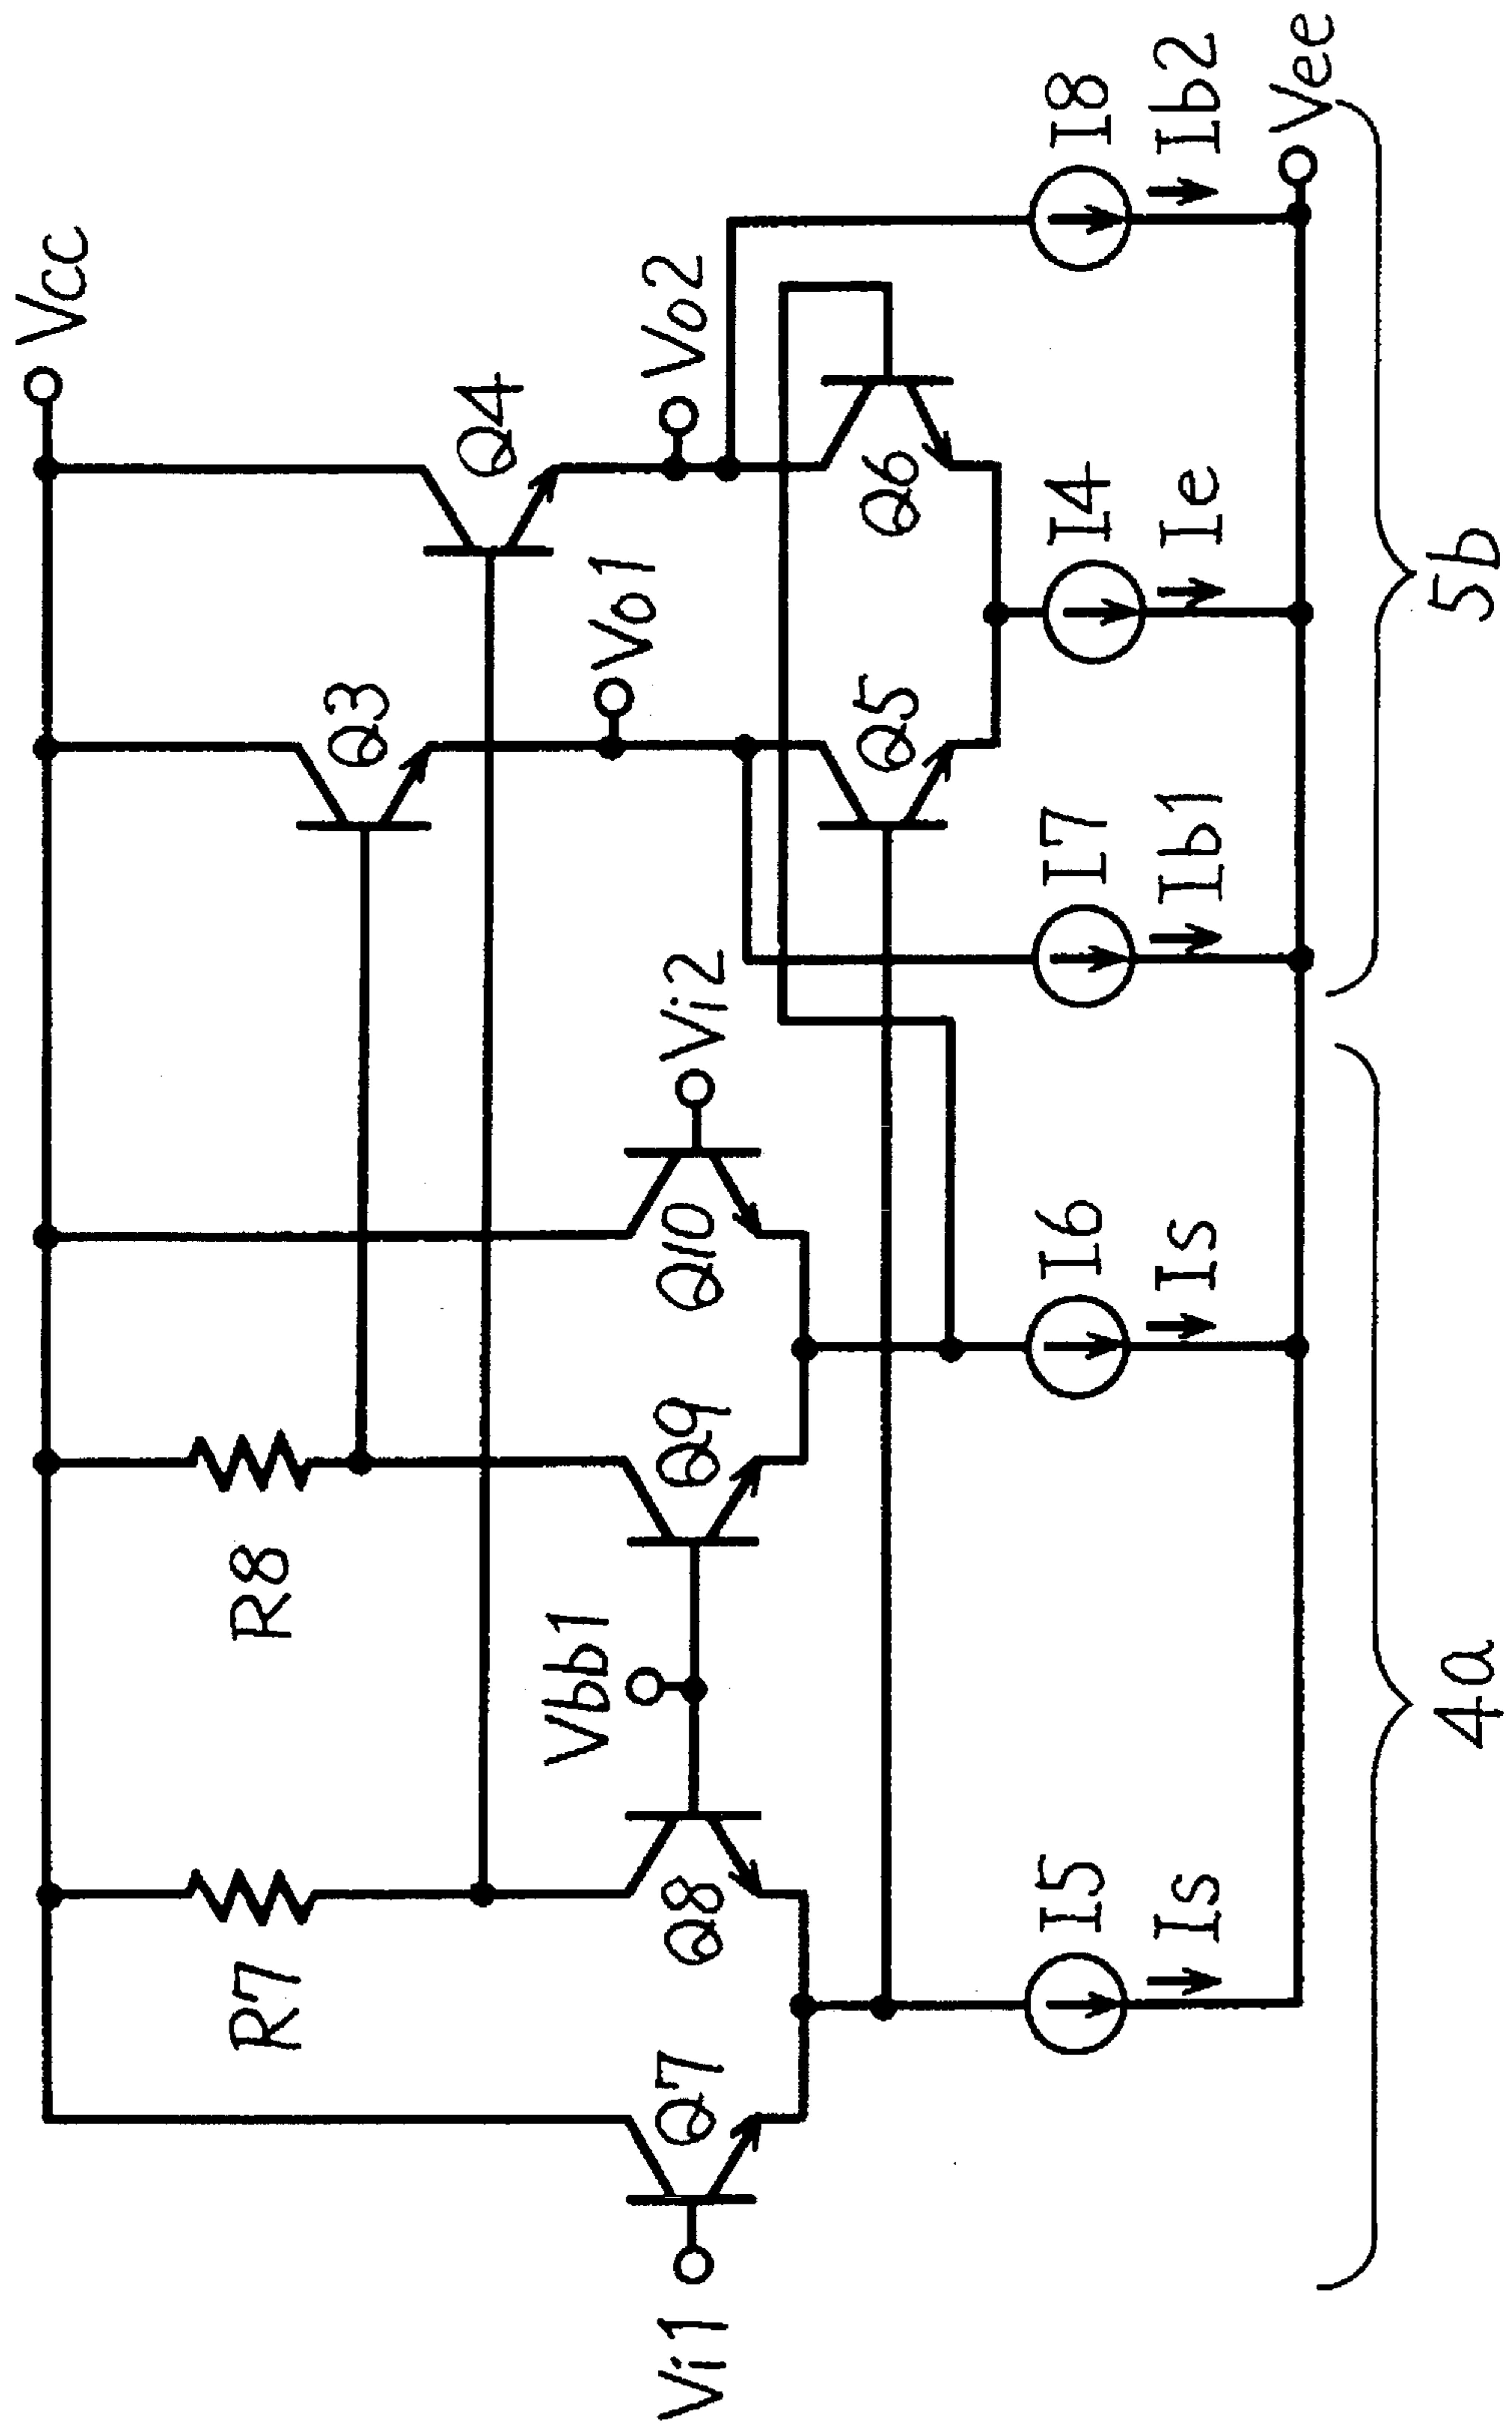 Vcc
R7
R8
Q3
Q4
Vbb1
Vo1
Vo2
Vi1
Q7
Q8
Q9
Q10
Vi2
Q5
Q6
I5
I6
I7
I4
I8
Is
Is
Ib1
Ie
Ib2
Vee
4a
5b